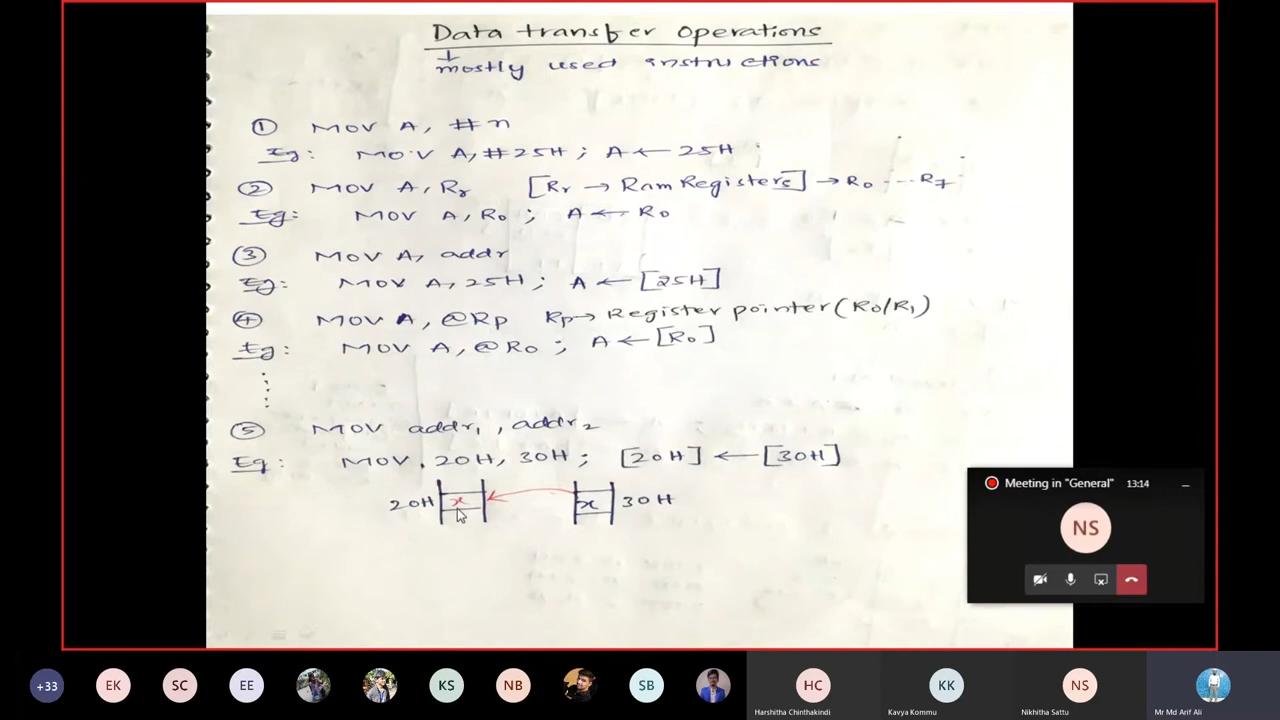 Data transfer operations
↓
mostly used instructions
① MOV A, #n
Eg: MOV A,#25H; A ← 25H
② MOV A, Rr [Rr → Ram Registers] → R0 ---- R7
Eg: MOV A, R0; A ← R0
③ MOV A, addr
Eg: MOV A, 25H; A ← [25H]
④ MOV A, @Rp Rp → Register pointer (R0/R1)
Eg: MOV A, @R0; A ← [R0]
⑤ MOV addr1, addr2
Eg: MOV, 20H, 30H; [20H] ← [30H]
20H x x 30H
Meeting in "General" 13:14
NS
+33 EK SC EE KS NB SB HC KK NS
Harshitha Chinthakindi Kavya Kommu Nikhitha Sattu Mr Md Arif Ali